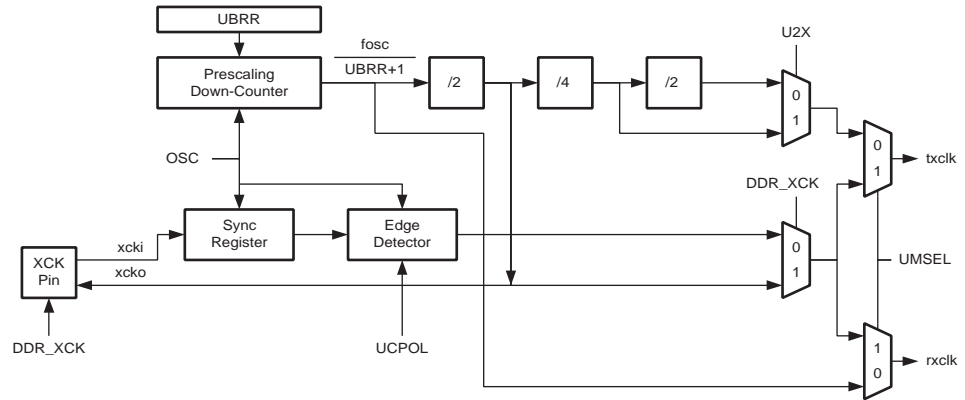 UBRR
fosc
UBRR+1
U2X
Prescaling
Down-Counter
/2
/4
/2
0
1
OSC
0
1
txclk
DDR_XCK
Sync
Register
Edge
Detector
xcki
0
1
XCK
Pin
xcko
UMSEL
DDR_XCK
UCPOL
1
0
rxclk